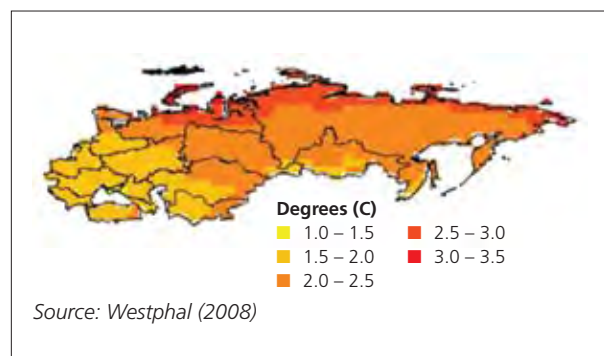 Degrees (C)
1.0 – 1.5
2.5 – 3.0
1.5 – 2.0
3.0 – 3.5
2.0 – 2.5
Source: Westphal (2008)